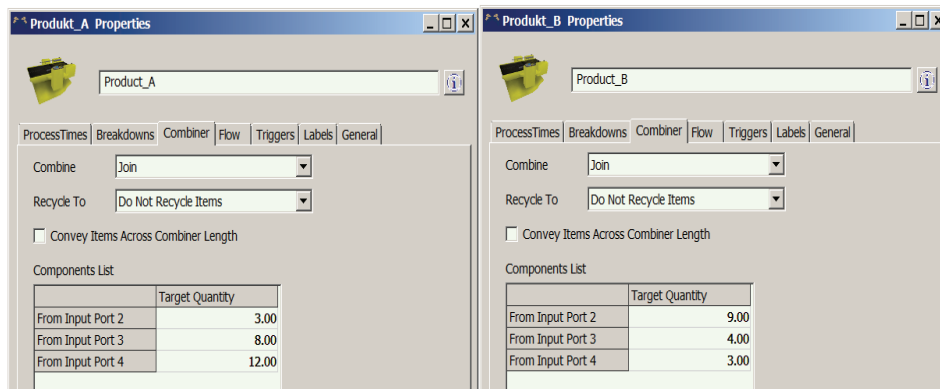 Produkt_A Properties
Product_A
ProcessTimes Breakdowns Combiner Flow Triggers Labels General
Combine Join
Recycle To Do Not Recycle Items
Convey Items Across Combiner Length
Components List
Target Quantity
From Input Port 2 3.00
From Input Port 3 8.00
From Input Port 4 12.00
Produkt_B Properties
Product_B
ProcessTimes Breakdowns Combiner Flow Triggers Labels General
Combine Join
Recycle To Do Not Recycle Items
Convey Items Across Combiner Length
Components List
Target Quantity
From Input Port 2 9.00
From Input Port 3 4.00
From Input Port 4 3.00